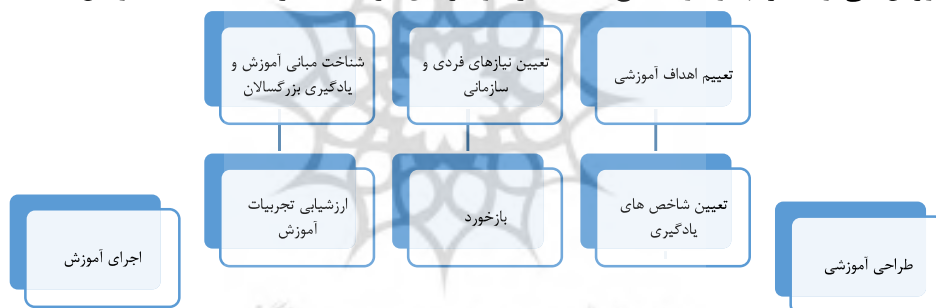 تعییم اهداف آموزشی
تعیین نیازهای فردی و
سازمانی
شناخت مبانی آموزش و
یادگیری بزرگسالان
تعیین شاخص های
یادگیری
بازخورد
ارزشیابی تجربیات
آموزش
طراحی آموزشی
اجرای آموزش